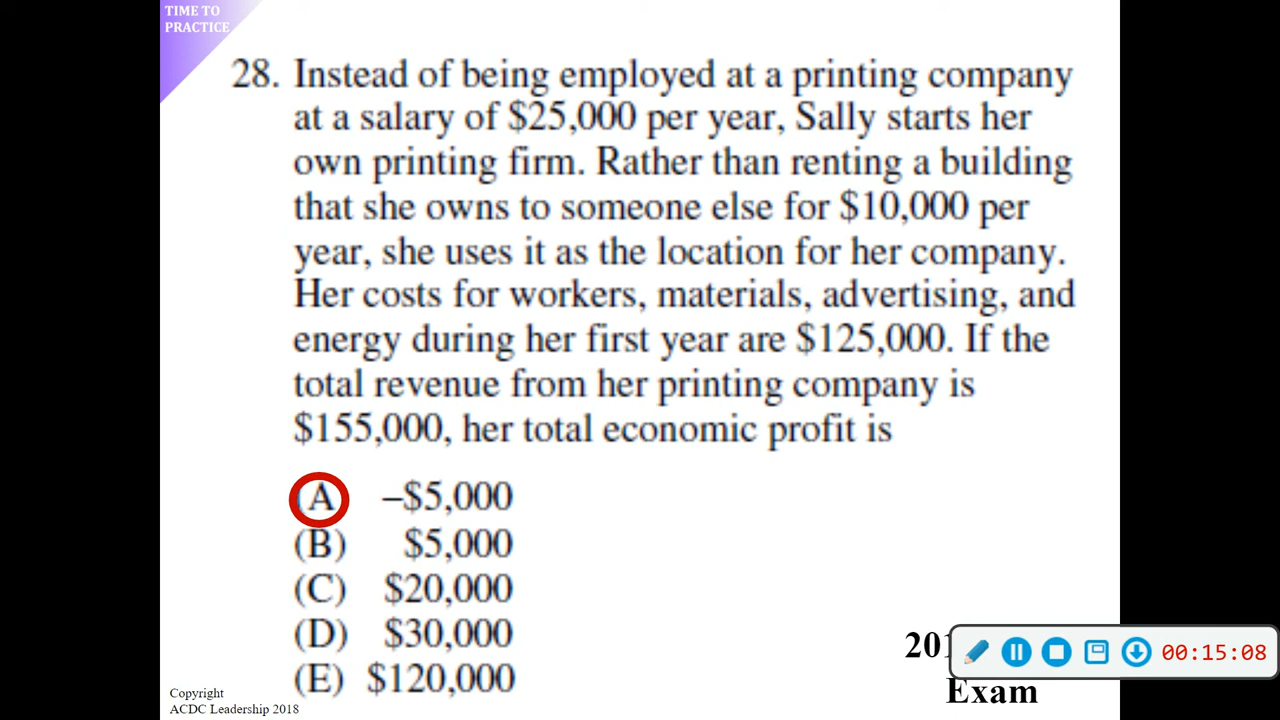 TIME TO
PRACTICE
28. Instead of being employed at a printing company
at a salary of $25,000 per year, Sally starts her
own printing firm. Rather than renting a building
that she owns to someone else for $10,000 per
year, she uses it as the location for her company.
Her costs for workers, materials, advertising, and
energy during her first year are $125,000. If the
total revenue from her printing company is
$155,000, her total economic profit is
(A) –$5,000
(B) $5,000
(C) $20,000
(D) $30,000
(E) $120,000
00:15:08
Exam
Copyright
ACDC Leadership 2018